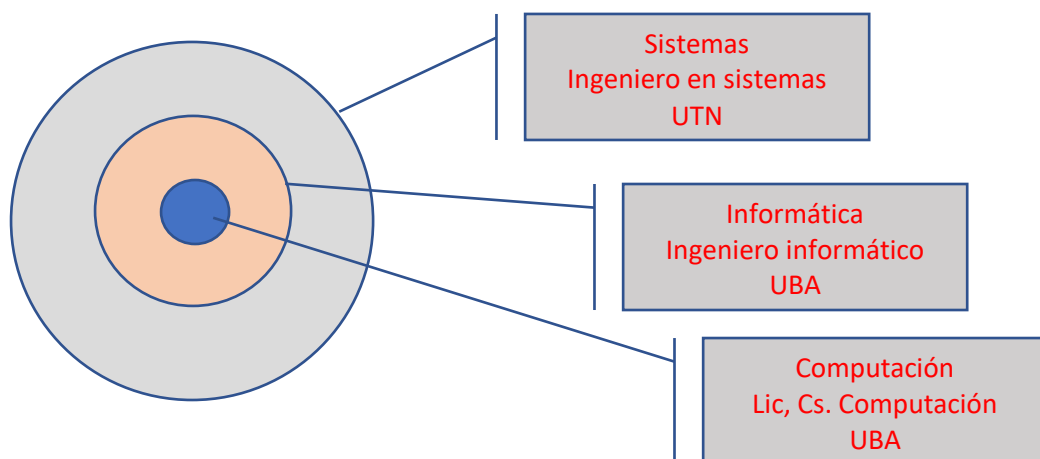 Sistemas
Ingeniero en sistemas
UTN
Informática
Ingeniero informático
UBA
Computación
Lic, Cs. Computación
UBA